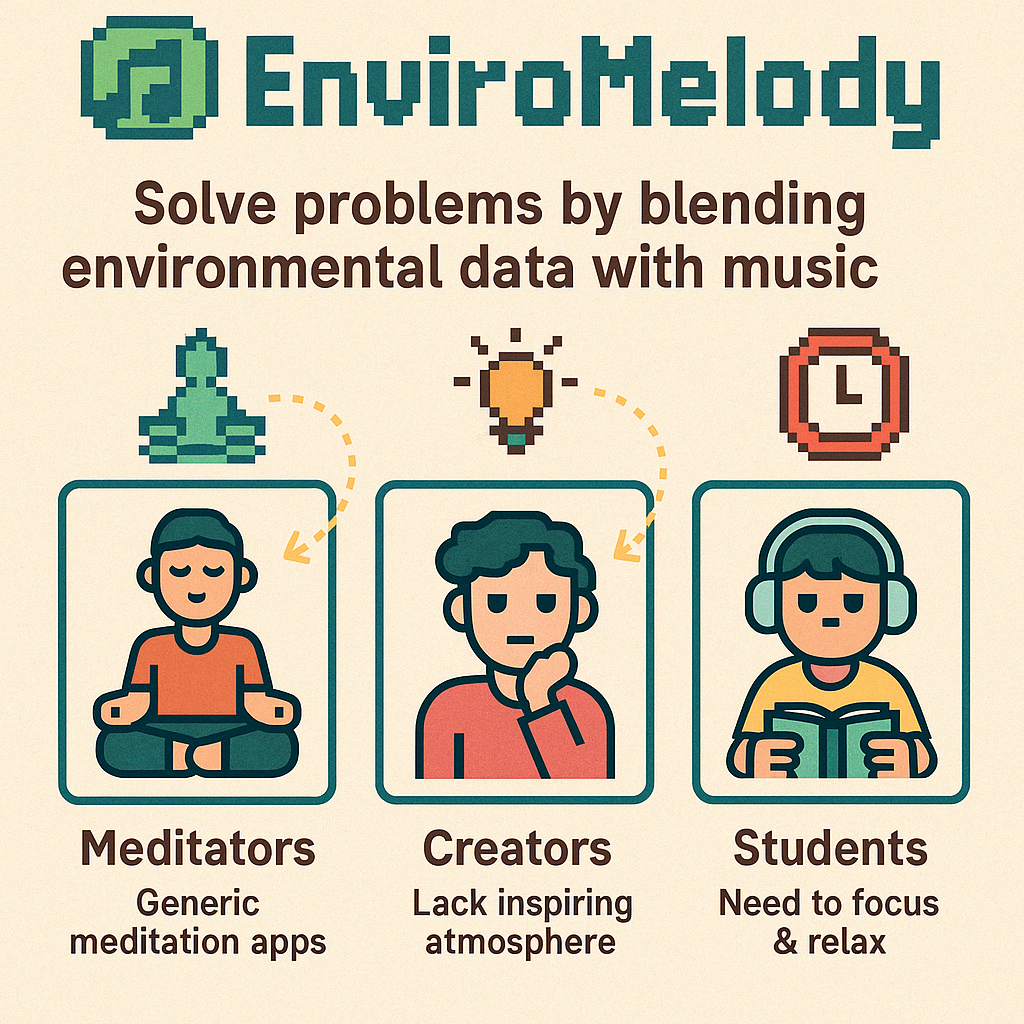 EnviroMelody
Solve problems by blending
environmental data with music
Meditators
Generic
meditation apps
Creators
Lack inspiring
atmosphere
Students
Need to focus
& relax